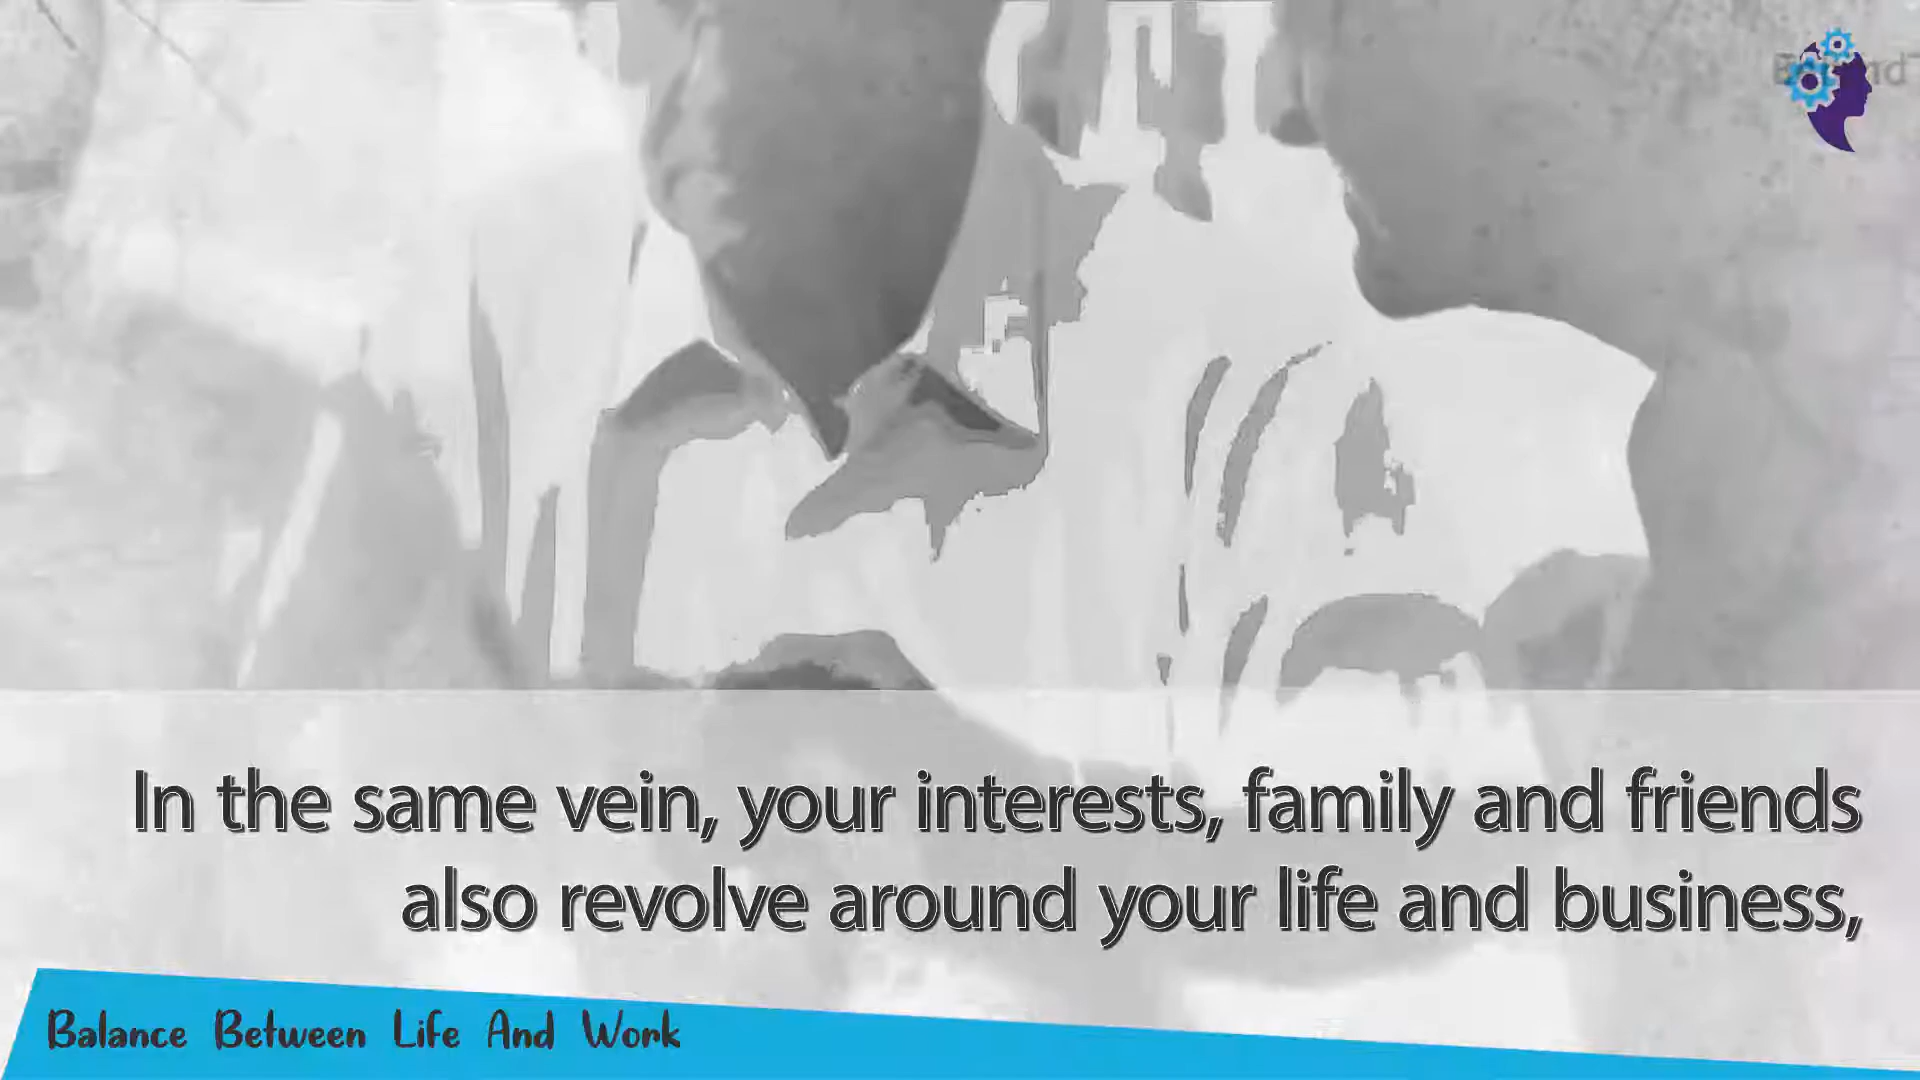 In the same vein, your interests, family and friends
also revolve around your life and business,
Balance Between Life And Work